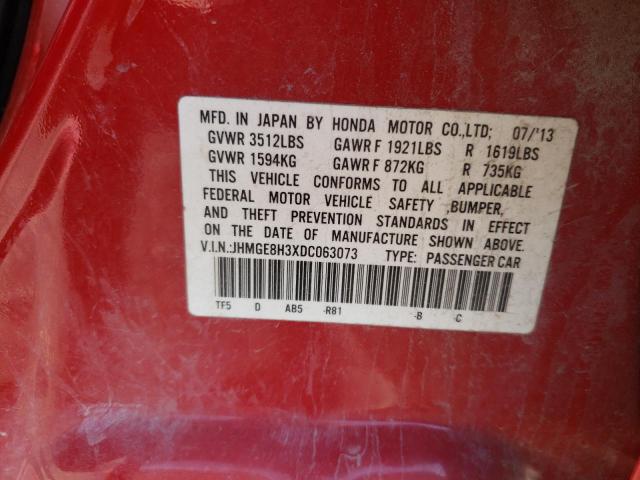 MFD. IN JAPAN BY HONDA MOTOR CO.,LTD; 07/'13
GVWR 3512LBS GAWR F 1921LBS R 1619LBS
GVWR 1594KG GAWR F 872KG R 735KG
THIS VEHICLE CONFORMS TO ALL APPLICABLE
FEDERAL MOTOR VEHICLE SAFETY ,BUMPER,
AND THEFT PREVENTION STANDARDS IN EFFECT
ON THE DATE OF MANUFACTURE SHOWN ABOVE.
V.I.N.:JHMGE8H3XDC063073 TYPE: PASSENGER CAR
TF5 D AB5 -R81 -B -C